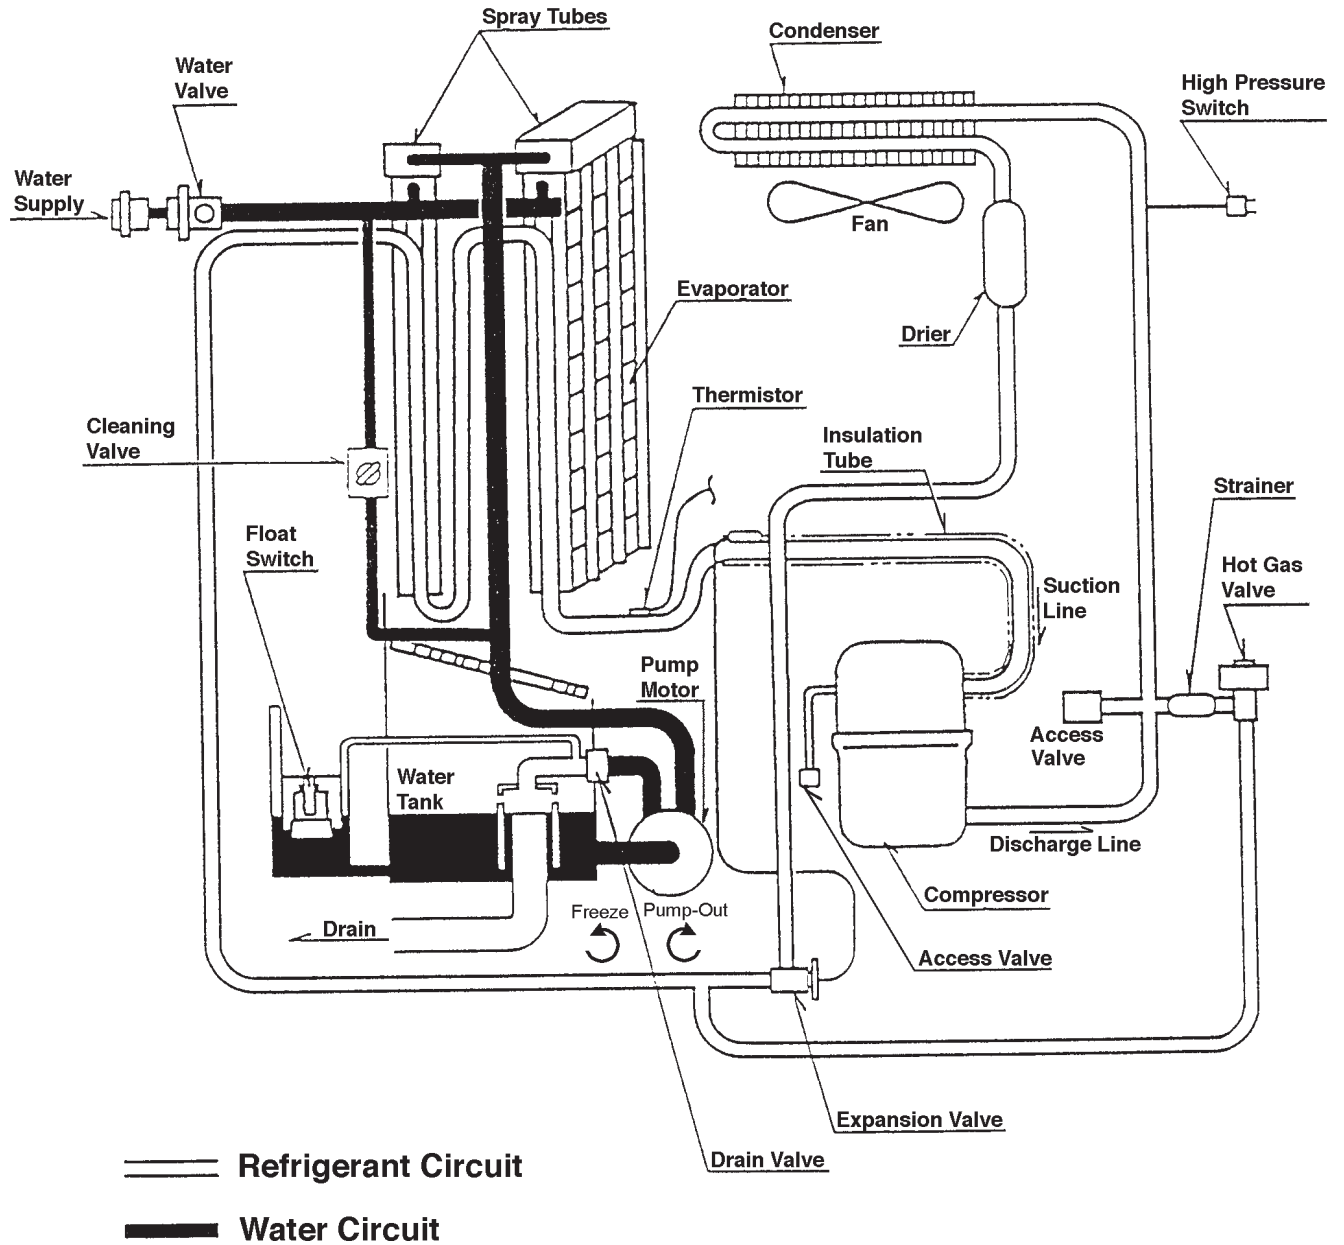 Spray Tubes
Condenser
Water
Valve
High Pressure
Switch
Water
Supply
Fan
Evaporator
Drier
Thermistor
Cleaning
Valve
Insulation
Tube
Strainer
Float
Switch
Hot Gas
Valve
Suction
Line
Pump
Motor
Access
Valve
Water
Tank
Discharge Line
Compressor
Freeze
Pump-Out
Drain
Access Valve
Expansion Valve
Drain Valve
Refrigerant Circuit
Water Circuit